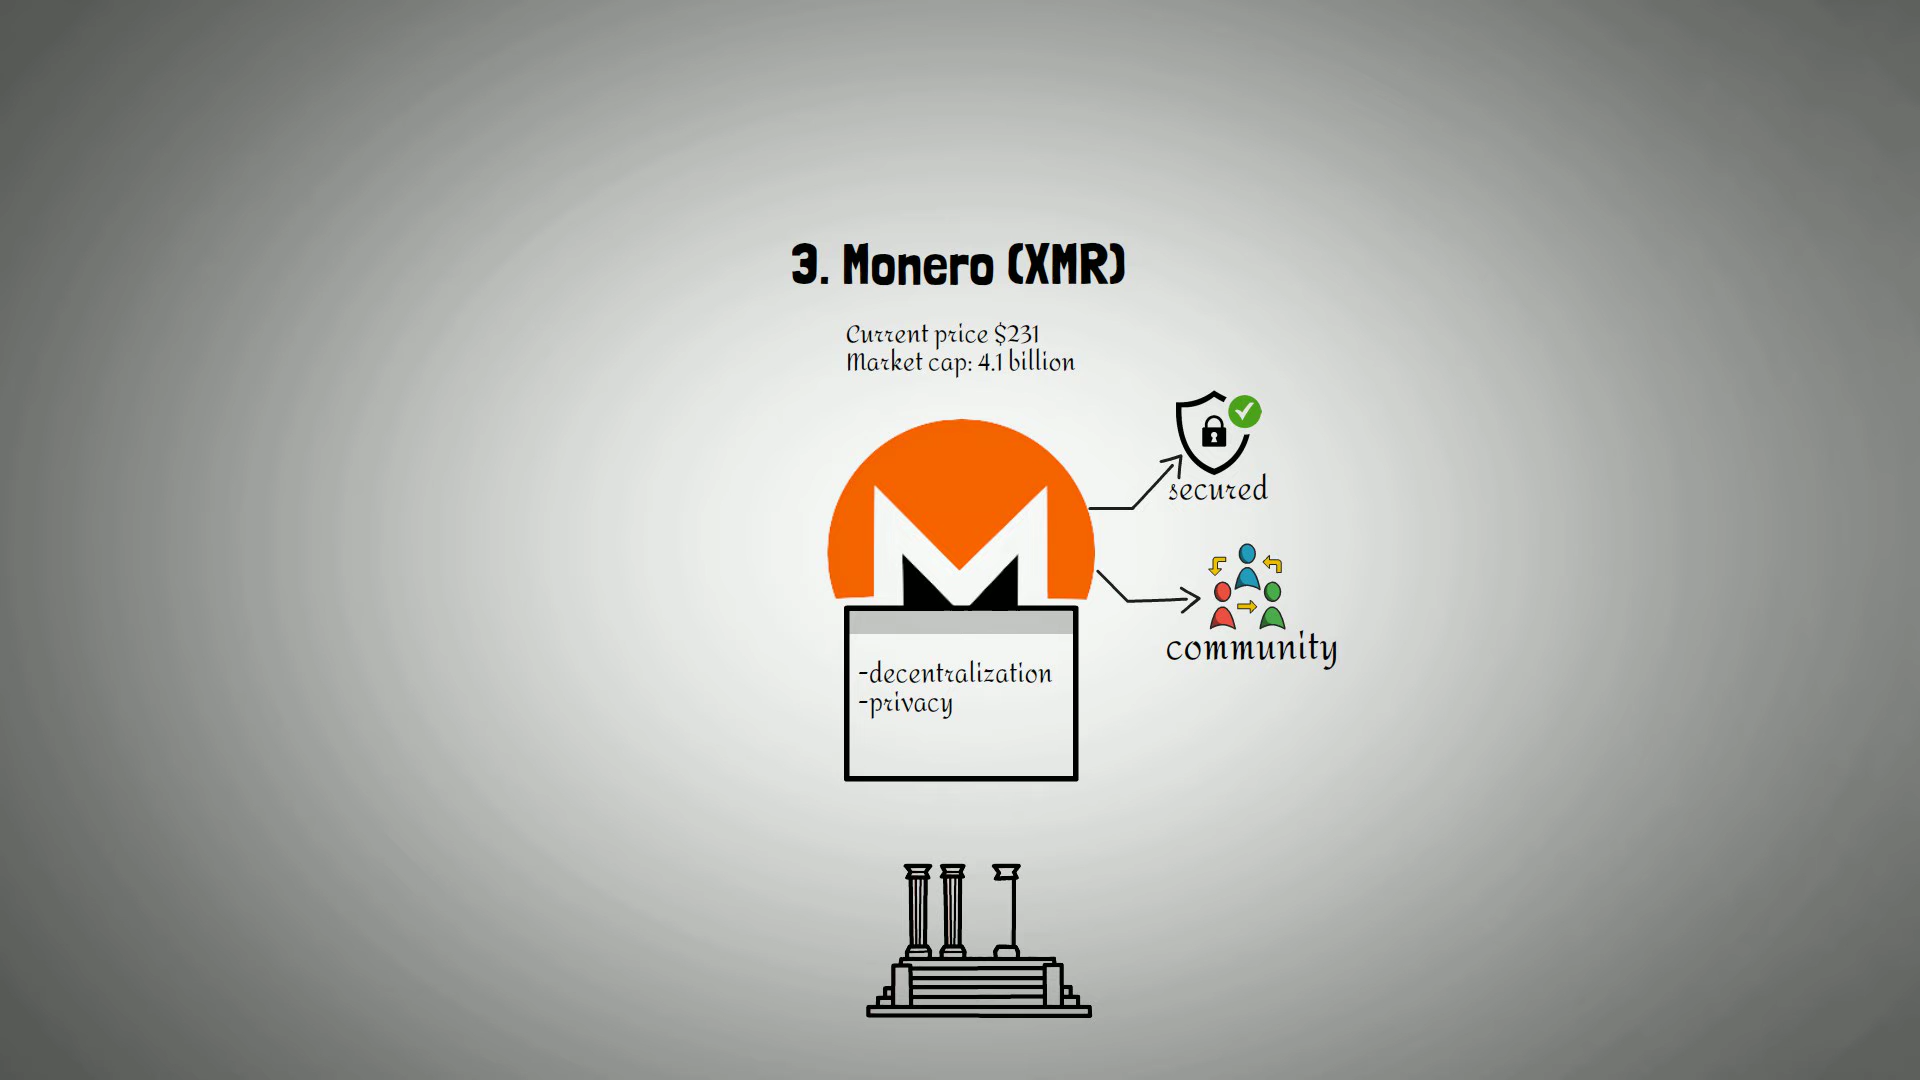 3. Monero (XMR)
Current price $231
Market cap: 4.1 billion
secured
community
-decentralization
-privacy